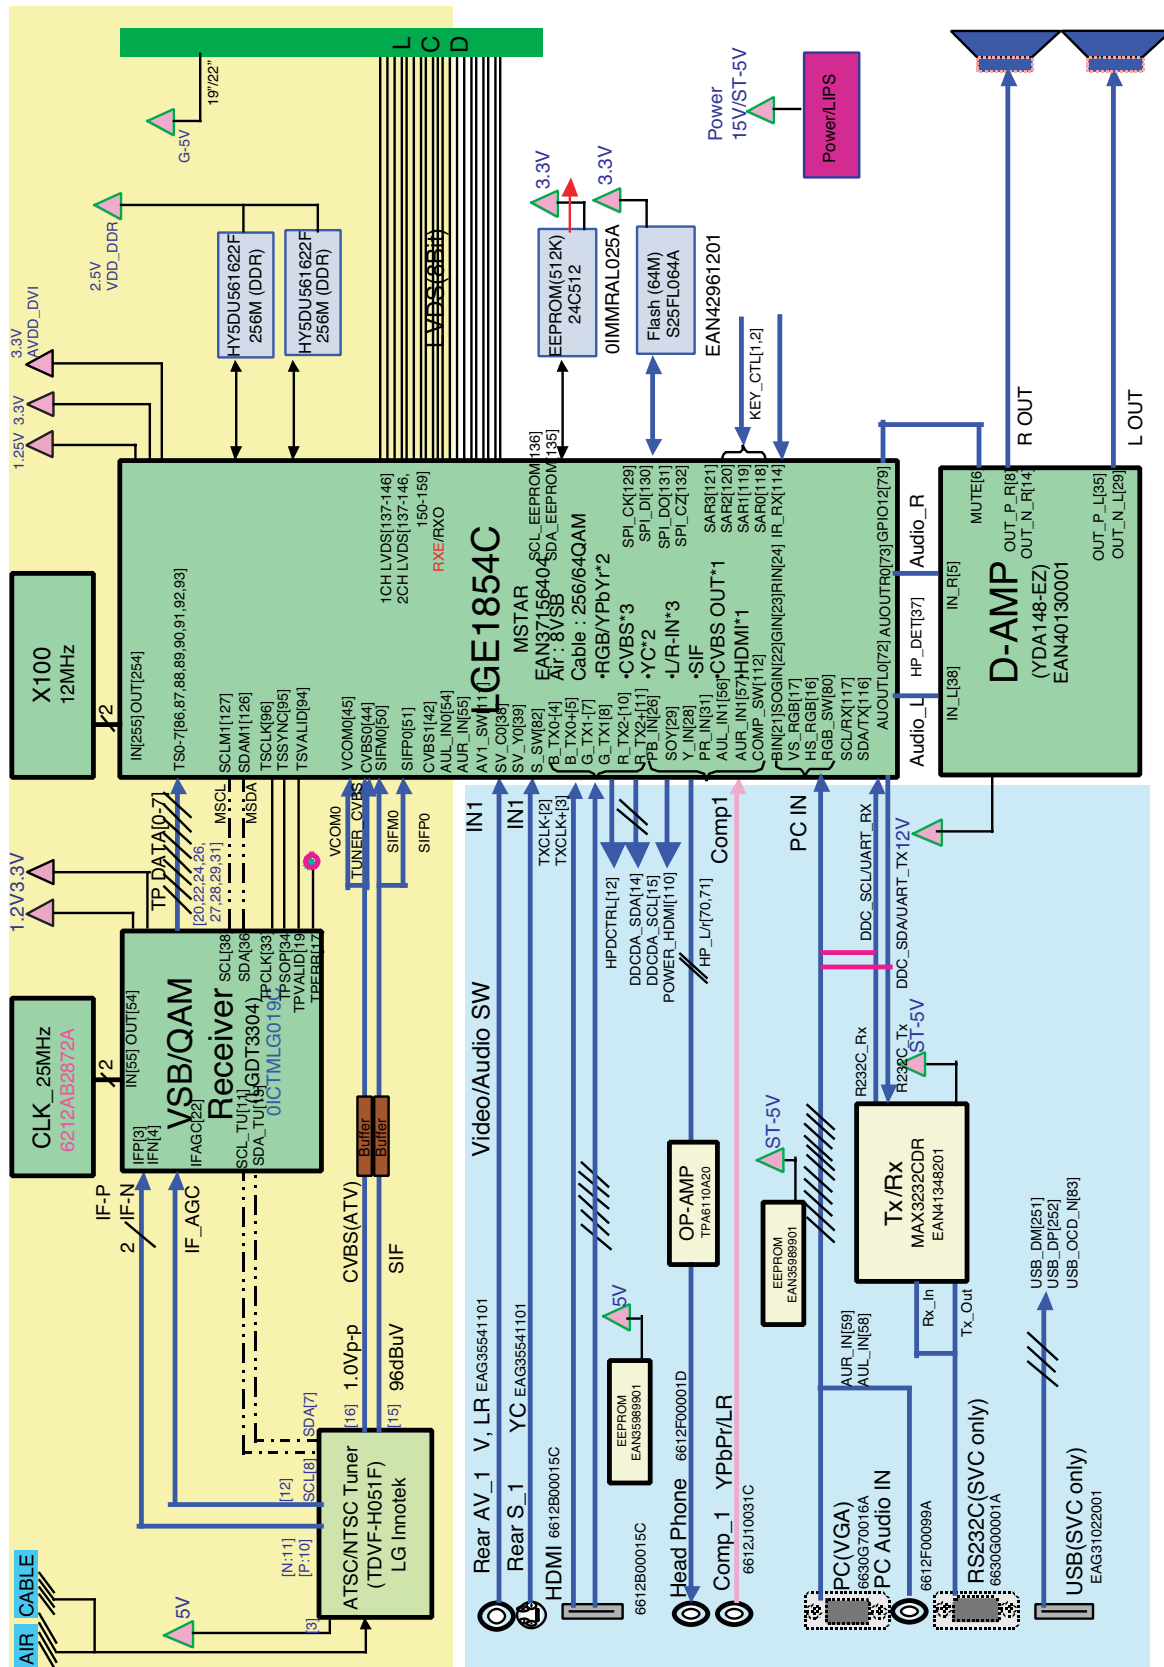 AIR
CABLE
5V
[3]
ATSC/NTSC Tuner
(TDVF-H051F)
LG Innotek
[N:11]
[P:10]
[12]
SCL[8]
SDA[7]
[16]
[15]
1.0Vp-p
CVBS(ATV)
96dBuV
SIF
Buffer
Buffer
IF-P
IF-N
2
IF_AGC
CLK_25MHz
6212AB2872A
2
IN[55] OUT[54]
IFP[3]
IFN[4]
VSB/QAM
Receiver
(LGDT3304)
0ICTMLG019C
IFAGC[22]
SCL_TU[11]
SDA_TU[13]
SCL[38]
SDA[36]
TPCLK[33]
TPSOP[34]
TPVALID[19]
TPERR[17]
1.2V
3.3V
TP_DATA[0-7]
[20,22,24,26,
27,28,29,31]
MSCL
MSDA
VCOM0
TUNER_CVBS
SIFM0
SIFP0
X100
12MHz
2
IN[255] OUT[254]
TS0-7[86,87,88,89,90,91,92,93]
SCLM1[127]
SDAM1[126]
TSCLK[96]
TSSYNC[95]
TSVALID[94]
VCOM0[45]
CVBS0[44]
SIFM0[50]
SIFP0[51]
CVBS1[42]
AUL_IN0[54]
AUR_IN[55]
SV_C0[38]
SV_Y0[39]
S_SW[82]
B_TX0-[4]
B_TX0+[5]
G_TX1-[7]
G_TX1[8]
R_TX2-[10]
R_TX2+[11]
PB_IN[26]
SOY[29]
Y_IN[28]
PR_IN[31]
AUL_IN1[56]
AUR_IN1[57]
COMP_SW[112]
BIN[21]SOGIN[22]GIN[23]RIN[24]
VS_RGB[17]
HS_RGB[16]
RGB_SW[80]
SCL/RX[117]
SDA/TX[116]
AUOUTL0[72]
AUOUTR0[73]
GPIO12[79]
LGE1854C
MSTAR
EAN37156404
Air : 8VSB
Cable : 256/64QAM
•RGB/YPbYr*2
•CVBS*3
•YC*2
•L/R-IN*3
•SIF
•CVBS OUT*1
•HDMI*1
1CH LVDS[137-146]
2CH LVDS[137-146,
150-159]
RXE/RXO
SCL_EEPROM[136]
SDA_EEPROM[135]
SPI_CK[129]
SPI_DI[130]
SPI_DO[131]
SPI_CZ[132]
SAR3[121]
SAR2[120]
SAR1[119]
SAR0[118]
IR_RX[114]
1.25V
3.3V
3.3V
AVDD_DVI
2.5V
VDD_DDR
HY5DU561622F
256M (DDR)
HY5DU561622F
256M (DDR)
G-5V
19"/22"
L
C
D
LVDS(8Bit)
EEPROM(512K)
24C512
0IMMRAL025A
3.3V
Flash (64M)
S25FL064A
EAN42961201
3.3V
KEY_CTL[1,2]
Power
15V/ST-5V
Power/LIPS
Audio_L
HP_DET[37]
Audio_R
IN_L[38]
IN_R[5]
MUTE[6]
OUT_P_R[8]
OUT_N_R[14]
OUT_P_L[35]
OUT_N_L[29]
D-AMP
(YDA148-EZ)
EAN40130001
R OUT
L OUT
12V
Rear AV_1 V, LR EAG35541101
Rear S_1 YC EAG35541101
Video/Audio SW
IN1
IN1
HDMI 6612B00015C
6612B00015C
TXCLK-[2]
TXCLK+[3]
EEPROM
EAN35989901
5V
HPDCTRL[12]
DDCDA_SDA[14]
DDCDA_SCL[15]
POWER_HDMI[110]
Head Phone 6612F00001D
OP-AMP
TPA6110A20
HP_L/r[70,71]
Comp_1 YPbPr/LR
6612J10031C
Comp1
PC(VGA)
6630G70016A
PC Audio IN
6612F00099A
AUR_IN[59]
AUL_IN[58]
EEPROM
EAN35989901
ST-5V
PC IN
DDC_SCL/UART_RX
DDC_SDA/UART_TX
RS232C(SVC only)
6630G00001A
Rx_In
Tx_Out
Tx/Rx
MAX3232CDR
EAN41348201
R232C_Rx
R232C_Tx
ST-5V
USB(SVC only)
EAG31022001
USB_DM[251]
USB_DP[252]
USB_OCD_N[83]